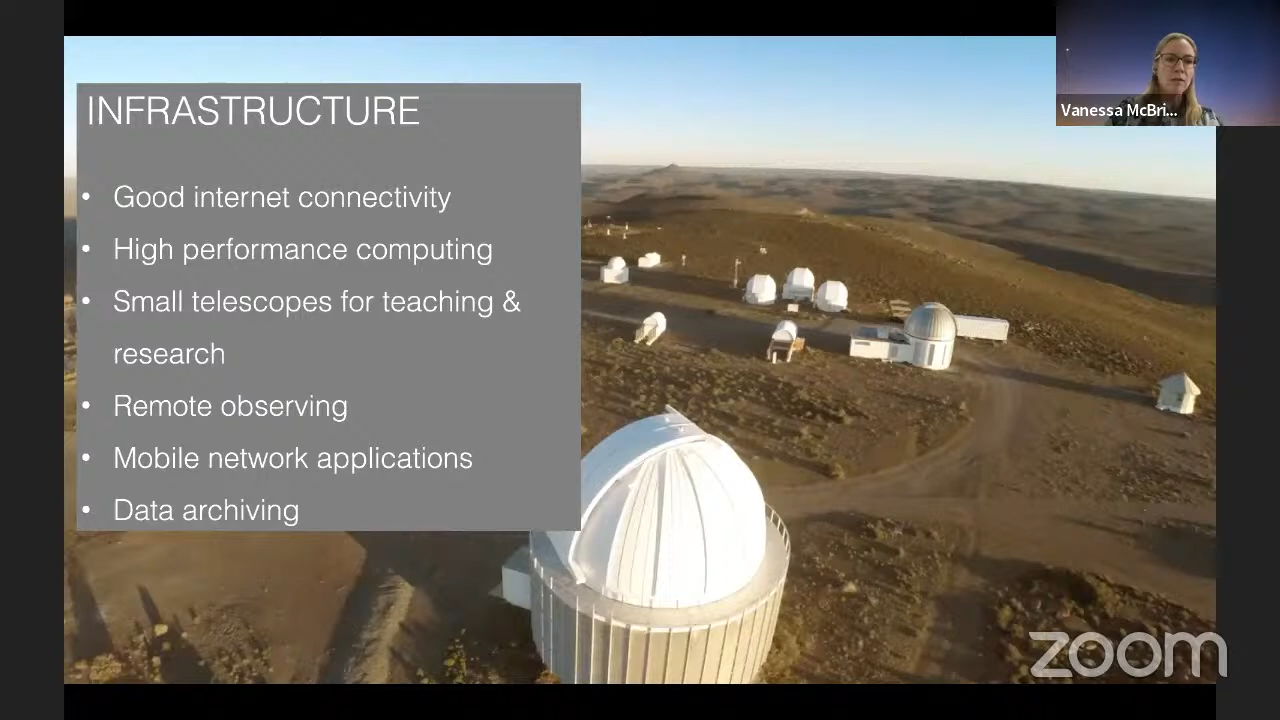 INFRASTRUCTURE
• Good internet connectivity
• High performance computing
• Small telescopes for teaching &
research
• Remote observing
• Mobile network applications
• Data archiving
Vanessa McBri...
zoom